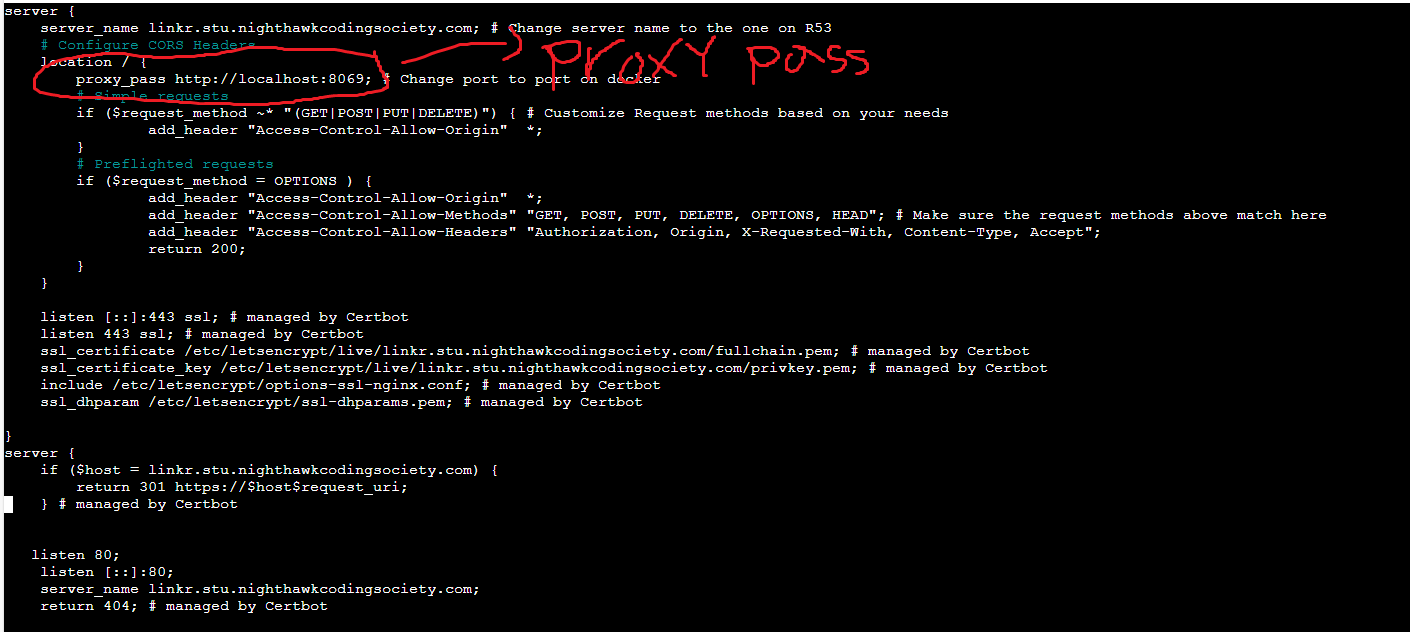 server {
    server_name linkr.stu.nighthawkcodingsociety.com; # Change server name to the one on R53
    # Configure CORS Headers
    location / {
        proxy_pass http://localhost:8069; # Change port to port on docker
PROXY pass
        # Simple requests
        if ($request_method ~* "(GET|POST|PUT|DELETE)") { # Customize Request methods based on your needs
                add_header "Access-Control-Allow-Origin"  *;
        }
        # Preflighted requests
        if ($request_method = OPTIONS ) {
                add_header "Access-Control-Allow-Origin"  *;
                add_header "Access-Control-Allow-Methods" "GET, POST, PUT, DELETE, OPTIONS, HEAD"; # Make sure the request methods above match here
                add_header "Access-Control-Allow-Headers" "Authorization, Origin, X-Requested-With, Content-Type, Accept";
                return 200;
        }
    }
    listen [::]:443 ssl; # managed by Certbot
    listen 443 ssl; # managed by Certbot
    ssl_certificate /etc/letsencrypt/live/linkr.stu.nighthawkcodingsociety.com/fullchain.pem; # managed by Certbot
    ssl_certificate_key /etc/letsencrypt/live/linkr.stu.nighthawkcodingsociety.com/privkey.pem; # managed by Certbot
    include /etc/letsencrypt/options-ssl-nginx.conf; # managed by Certbot
    ssl_dhparam /etc/letsencrypt/ssl-dhparams.pem; # managed by Certbot
}
server {
    if ($host = linkr.stu.nighthawkcodingsociety.com) {
        return 301 https://$host$request_uri;
    } # managed by Certbot
   listen 80;
    listen [::]:80;
    server_name linkr.stu.nighthawkcodingsociety.com;
    return 404; # managed by Certbot